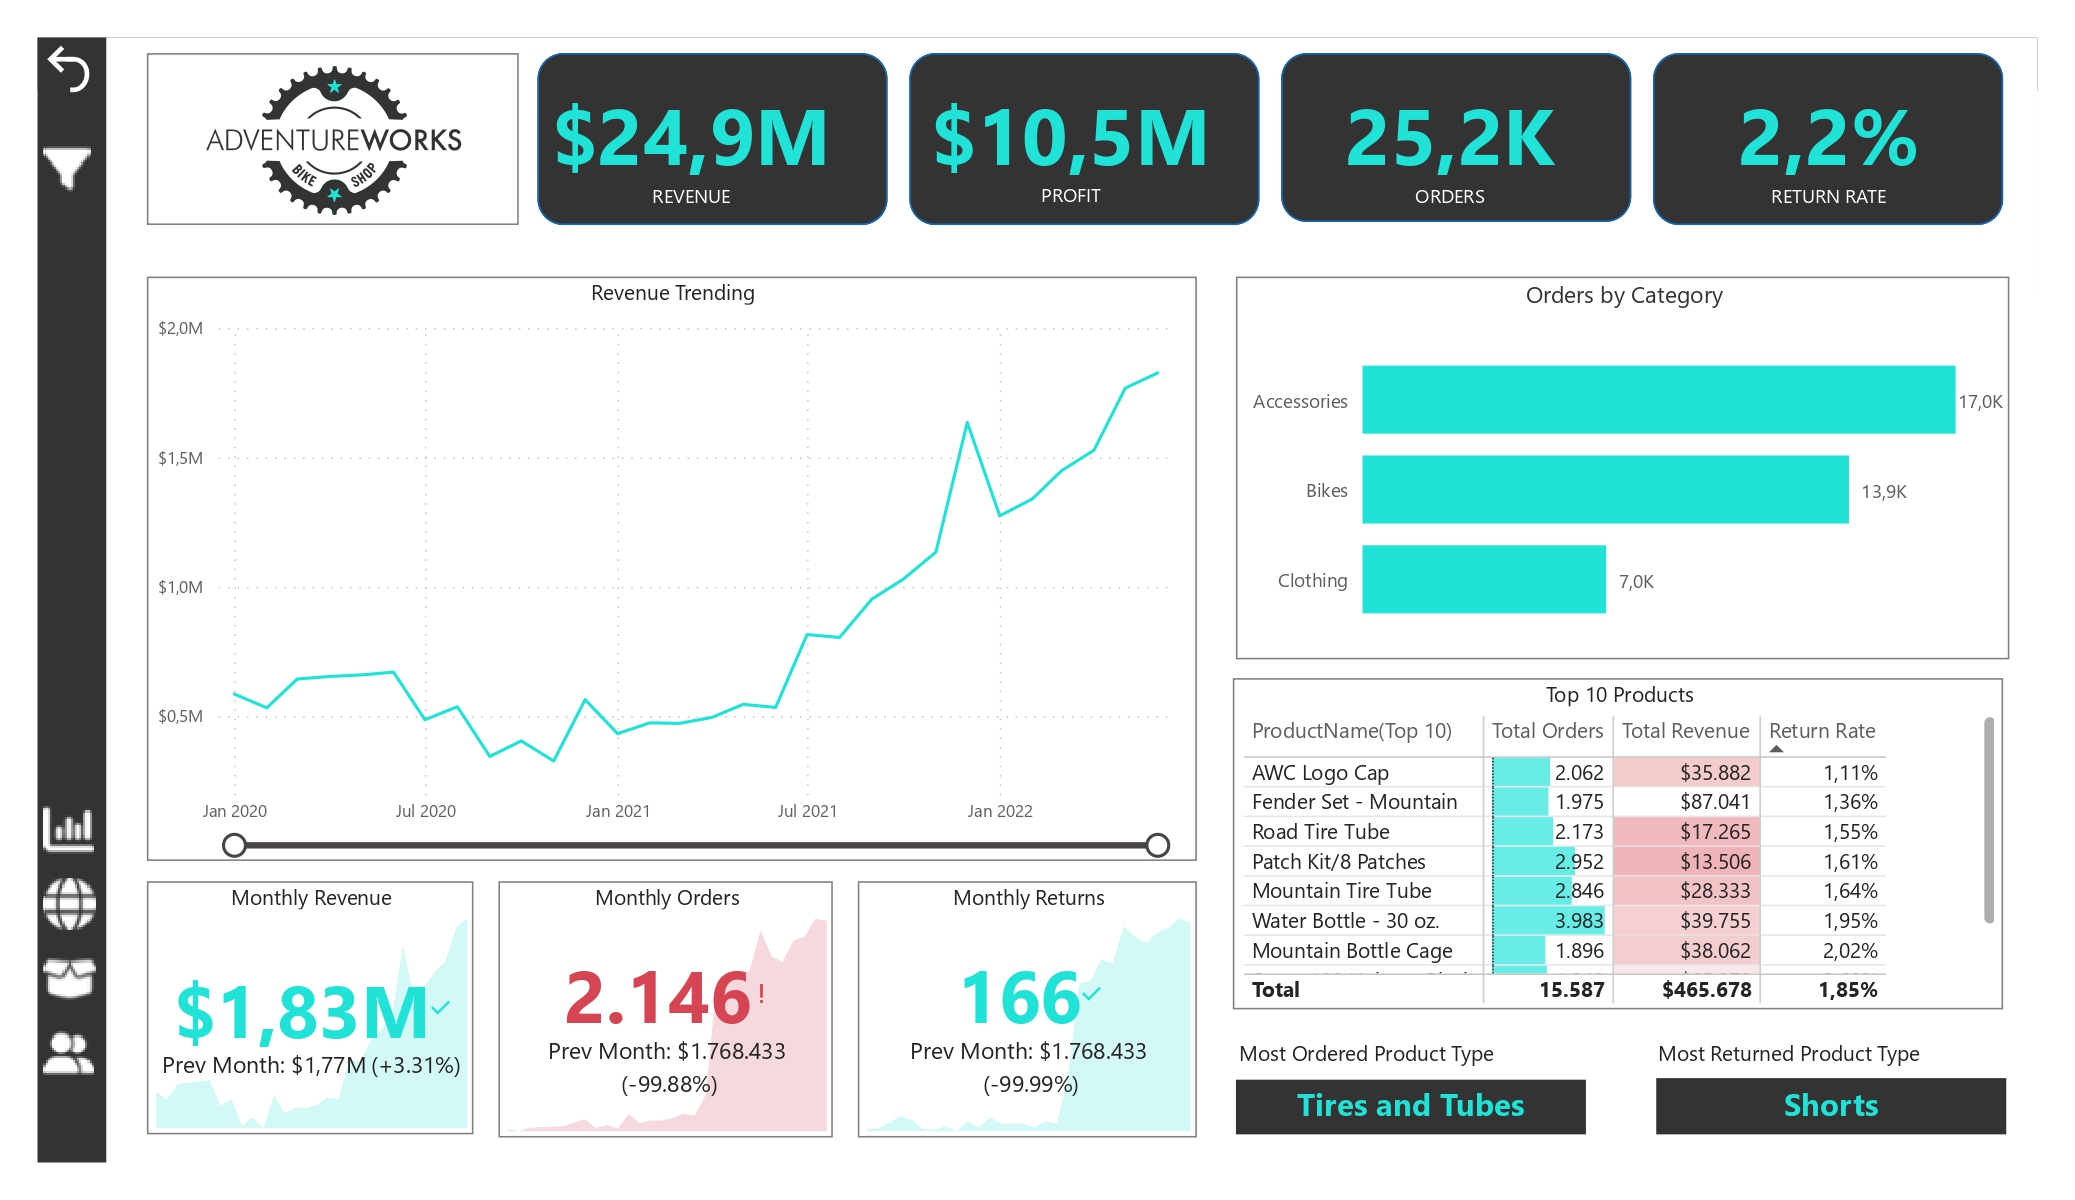 ADVENTUREWORKS
BIKE SHOP
$24,9M
REVENUE
$10,5M
PROFIT
25,2K
ORDERS
2,2%
RETURN RATE
Revenue Trending
$2,0M
$1,5M
$1,0M
$0,5M
Jan 2020 Jul 2020 Jan 2021 Jul 2021 Jan 2022
Orders by Category
Accessories 17,0K
Bikes 13,9K
Clothing 7,0K
Top 10 Products
ProductName(Top 10) Total Orders Total Revenue Return Rate
AWC Logo Cap 2.062 $35.882 1,11%
Fender Set - Mountain 1.975 $87.041 1,36%
Road Tire Tube 2.173 $17.265 1,55%
Patch Kit/8 Patches 2.952 $13.506 1,61%
Mountain Tire Tube 2.846 $28.333 1,64%
Water Bottle - 30 oz. 3.983 $39.755 1,95%
Mountain Bottle Cage 1.896 $38.062 2,02%
Total 15.587 $465.678 1,85%
Monthly Revenue
$1,83M
Prev Month: $1,77M (+3.31%)
Monthly Orders
2.146!
Prev Month: $1.768.433
(-99.88%)
Monthly Returns
166
Prev Month: $1.768.433
(-99.99%)
Most Ordered Product Type
Tires and Tubes
Most Returned Product Type
Shorts